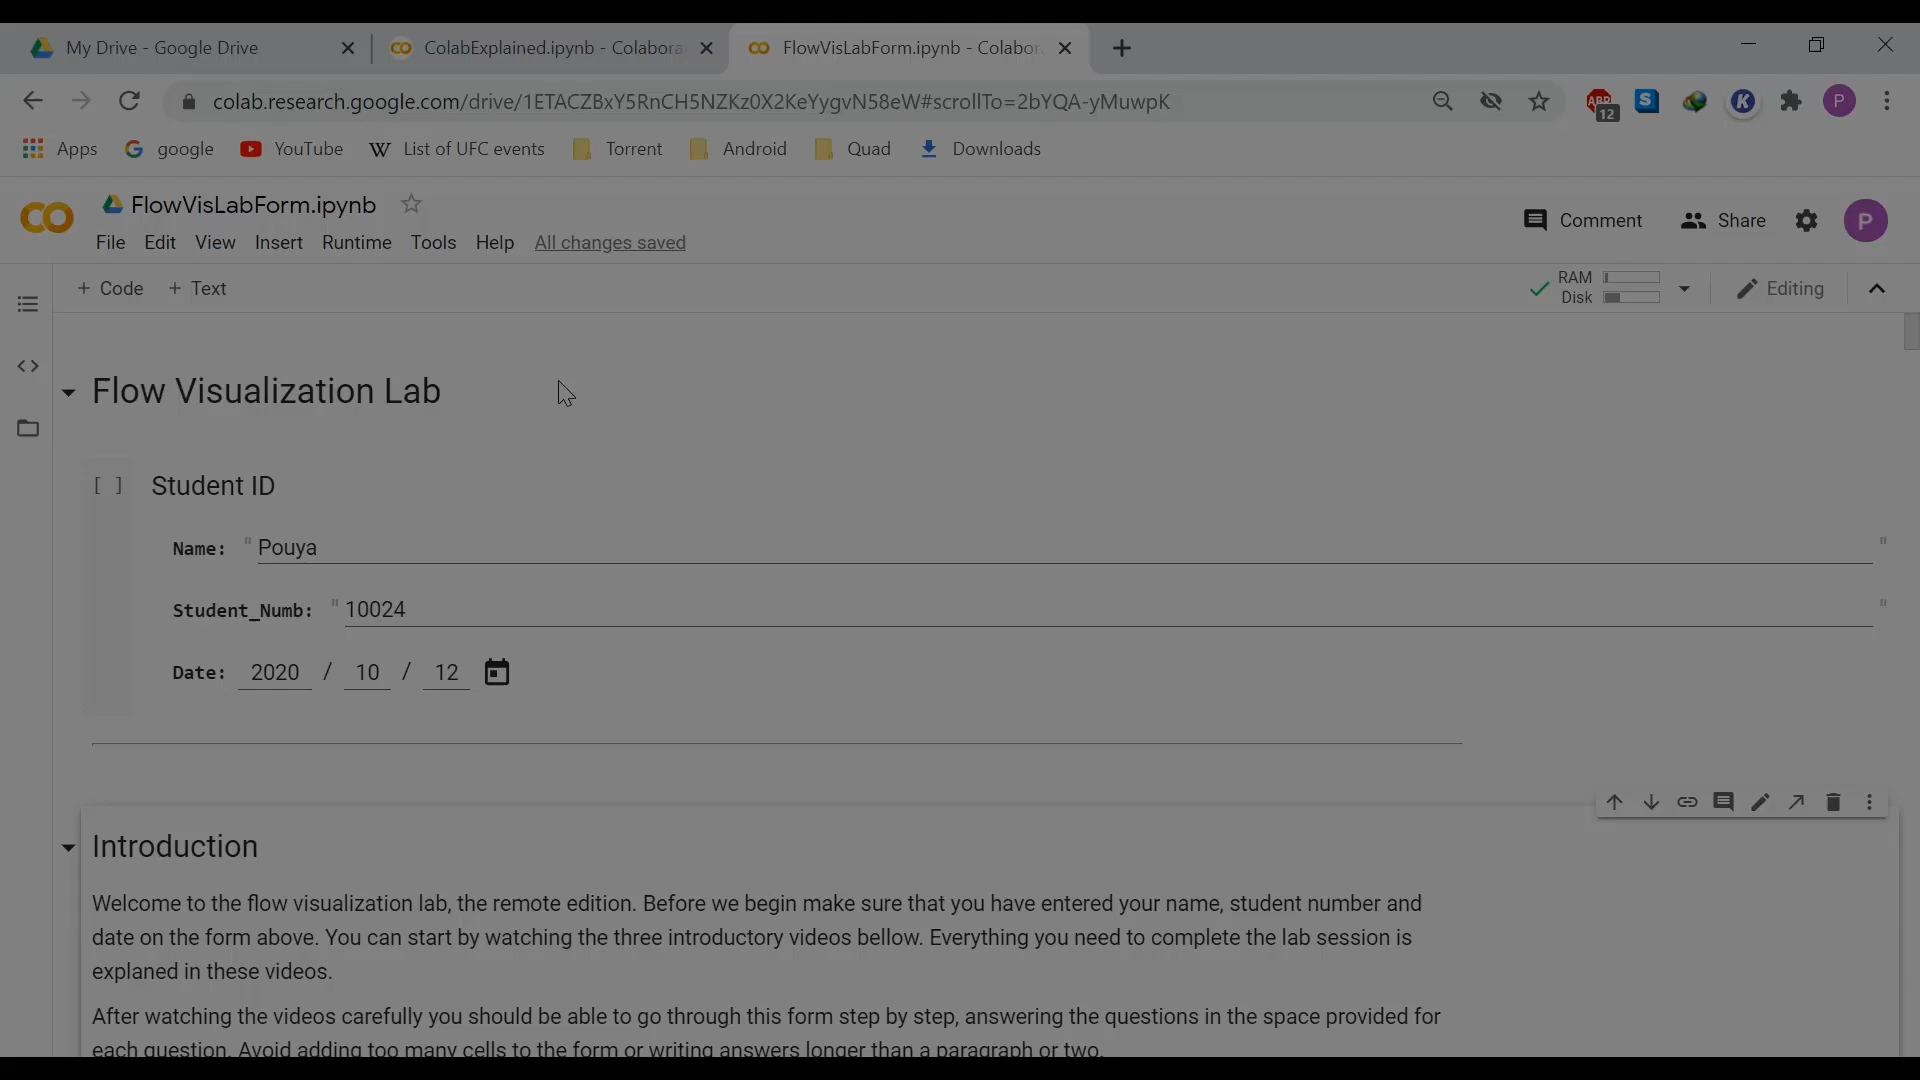 My Drive - Google Drive
ColabExplained.ipynb - Colabora
FlowVisLabForm.ipynb - Colabor
colab.research.google.com/drive/1ETACZBxY5RnCH5NZKz0X2KeYygvN58eW#scrollTo=2bYQA-yMuwpK
ABP
12
S
K
P
Apps
google
YouTube
W List of UFC events
Torrent
Android
Quad
Downloads
FlowVisLabForm.ipynb
Comment
Share
P
File Edit View Insert Runtime Tools Help All changes saved
+ Code + Text
RAM
Disk
Editing
Flow Visualization Lab
[ ] Student ID
Name: "Pouya"
Student_Numb: "10024"
Date: 2020 / 10 / 12
Introduction
Welcome to the flow visualization lab, the remote edition. Before we begin make sure that you have entered your name, student number and
date on the form above. You can start by watching the three introductory videos bellow. Everything you need to complete the lab session is
explaned in these videos.
After watching the videos carefully you should be able to go through this form step by step, answering the questions in the space provided for
each question. Avoid adding too many cells to the form or writing answers longer than a paragraph or two.